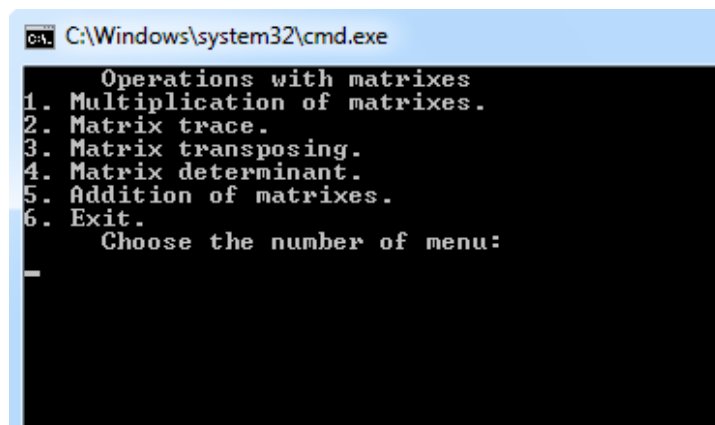 C:\Windows\system32\cmd.exe
Operations with matrixes
1. Multiplication of matrixes.
2. Matrix trace.
3. Matrix transposing.
4. Matrix determinant.
5. Addition of matrixes.
6. Exit.
Choose the number of menu: